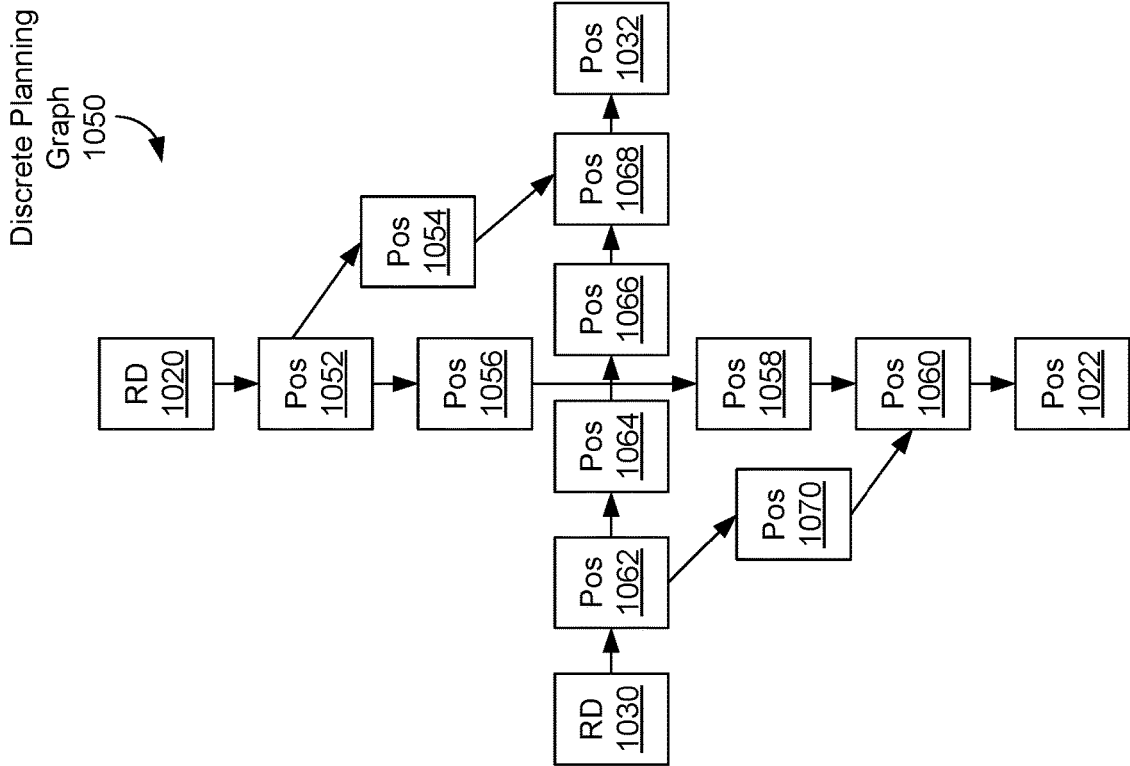 Discrete Planning
Graph
1050
RD
1020
Pos
1052
Pos
1054
Pos
1056
Pos
1032
Pos
1068
Pos
1066
Pos
1064
Pos
1062
RD
1030
Pos
1058
Pos
1070
Pos
1060
Pos
1022